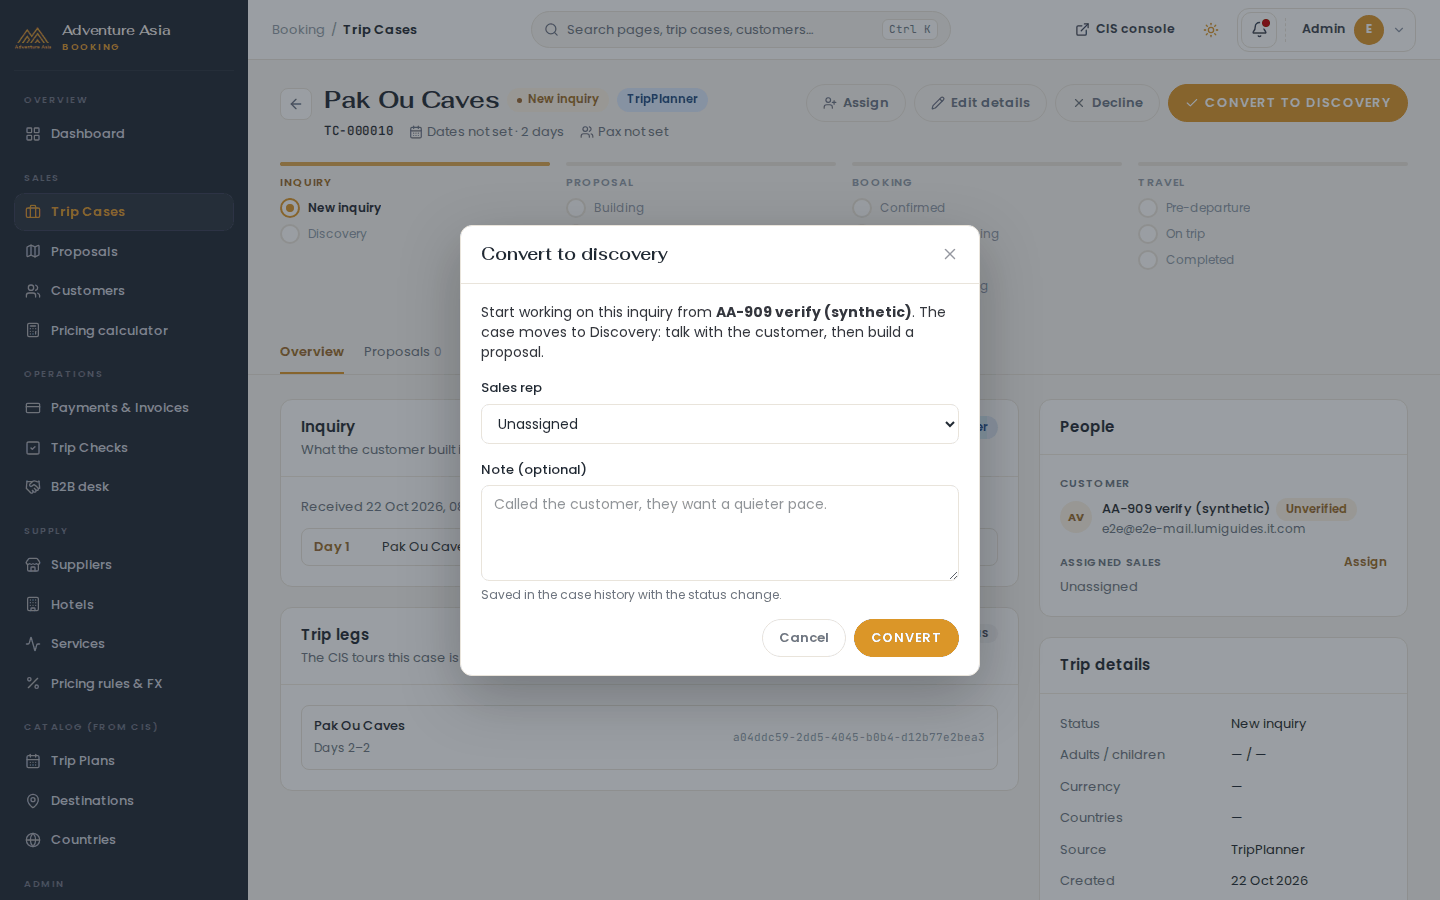 Adventure Asia
BOOKING
OVERVIEW
Dashboard
SALES
Trip Cases
Proposals
Customers
Pricing calculator
OPERATIONS
Payments & Invoices
Trip Checks
B2B desk
SUPPLY
Suppliers
Hotels
Services
Pricing rules & FX
CATALOG (FROM CIS)
Trip Plans
Destinations
Countries
ADMIN
Booking / Trip Cases
Search pages, trip cases, customers...
Ctrl K
CIS console
Admin
E
Pak Ou Caves
New inquiry
TripPlanner
Assign
Edit details
Decline
CONVERT TO DISCOVERY
TC-000010
Dates not set · 2 days
Pax not set
INQUIRY
New inquiry
Discovery
PROPOSAL
Building
BOOKING
Confirmed
TRAVEL
Pre-departure
On trip
Completed
Overview
Proposals 0
Convert to discovery
Start working on this inquiry from AA-909 verify (synthetic). The
case moves to Discovery: talk with the customer, then build a
proposal.
Sales rep
Unassigned
Note (optional)
Called the customer, they want a quieter pace.
Saved in the case history with the status change.
Cancel
CONVERT
Inquiry
What the customer built
Received 22 Oct 2026,
Day 1
Pak Ou
Trip legs
The CIS tours this case is
Pak Ou Caves
Days 2–2
a04ddc59-2dd5-4045-b0b4-d12b77e2bea3
People
CUSTOMER
AV
AA-909 verify (synthetic)
Unverified
e2e@e2e-mail.lumiguides.it.com
ASSIGNED SALES
Assign
Unassigned
Trip details
Status
New inquiry
Adults / children
— / —
Currency
—
Countries
—
Source
TripPlanner
Created
22 Oct 2026